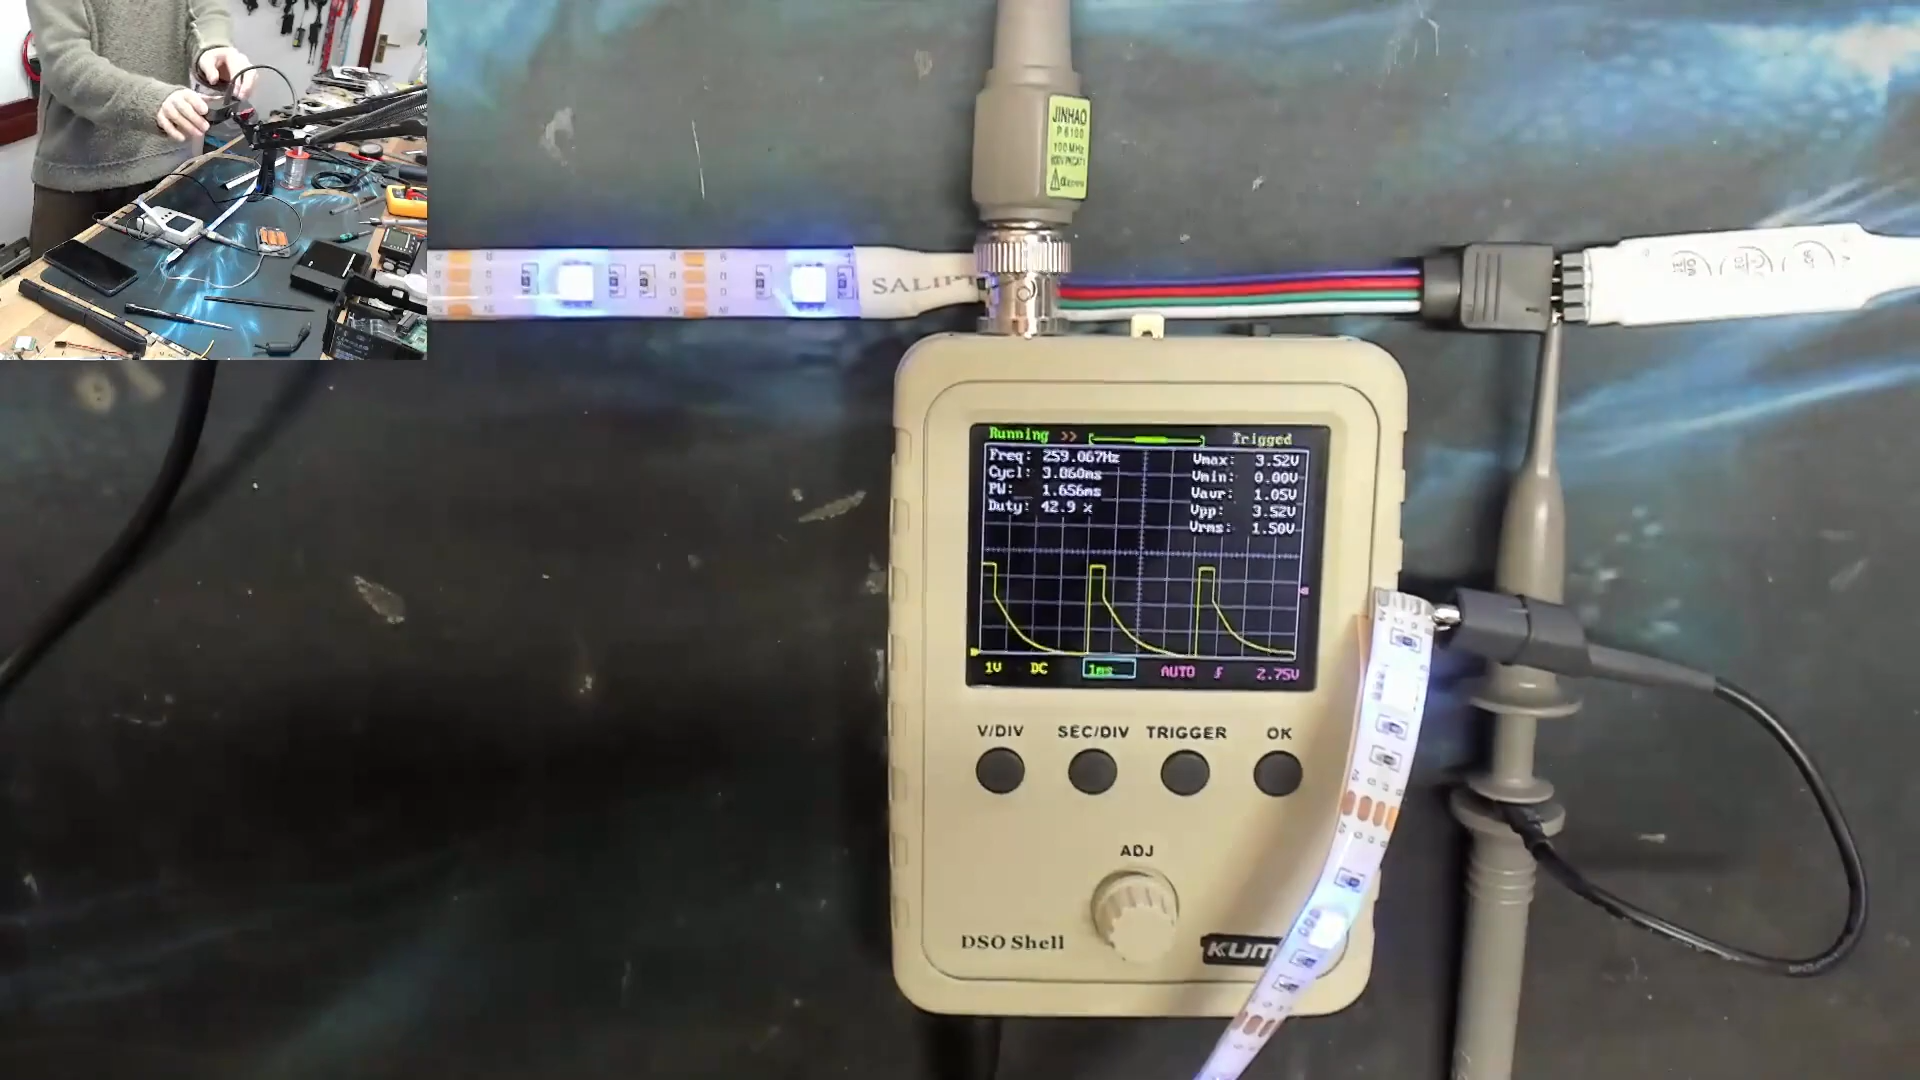 JINHAO
P 6100
100MHz
SALIPT
Running >> Trigged
Freq: 259.067Hz
Cycl: 3.860ms
PW: 1.656ms
Duty: 42.9 %
Vmax: 3.52V
Vmin: 0.00V
Vavr: 1.05V
Vpp: 3.52V
Vrms: 1.50V
1V DC 1ms AUTO 2.75V
V/DIV SEC/DIV TRIGGER OK
ADJ
DSO Shell
KUM